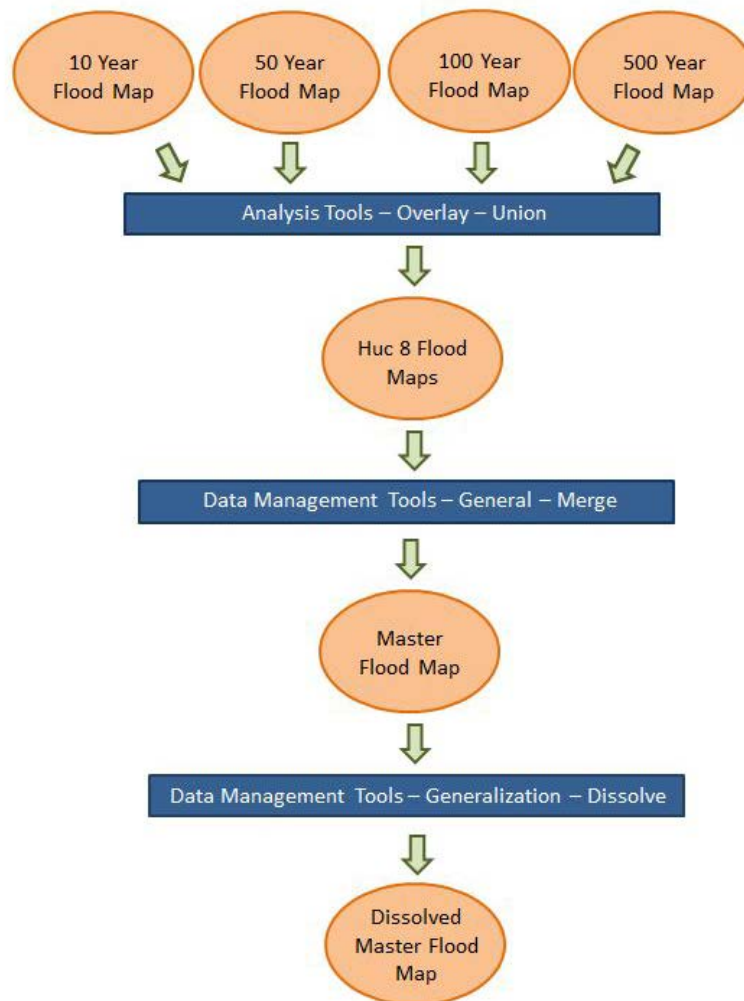 10 Year
Flood Map
50 Year
Flood Map
100 Year
Flood Map
500 Year
Flood Map
Analysis Tools – Overlay – Union
Huc 8 Flood
Maps
Data Management Tools – General – Merge
Master
Flood Map
Data Management Tools – Generalization – Dissolve
Dissolved
Master Flood
Map